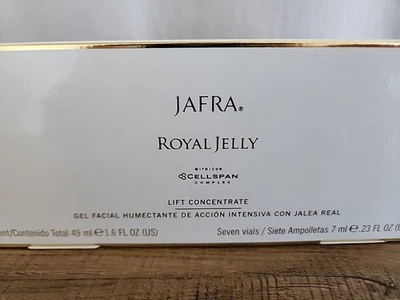 JAFRA®
ROYAL JELLY
WITH/CON
CELLSPAN
COMPLEX
LIFT CONCENTRATE
GEL FACIAL HUMECTANTE DE ACCIÓN INTENSIVA CON JALEA REAL
ent/Contenido Total 49 ml ℮ 1.6 FL OZ (US) Seven vials / Siete Ampolletas 7 ml ℮ .23 FL OZ (U